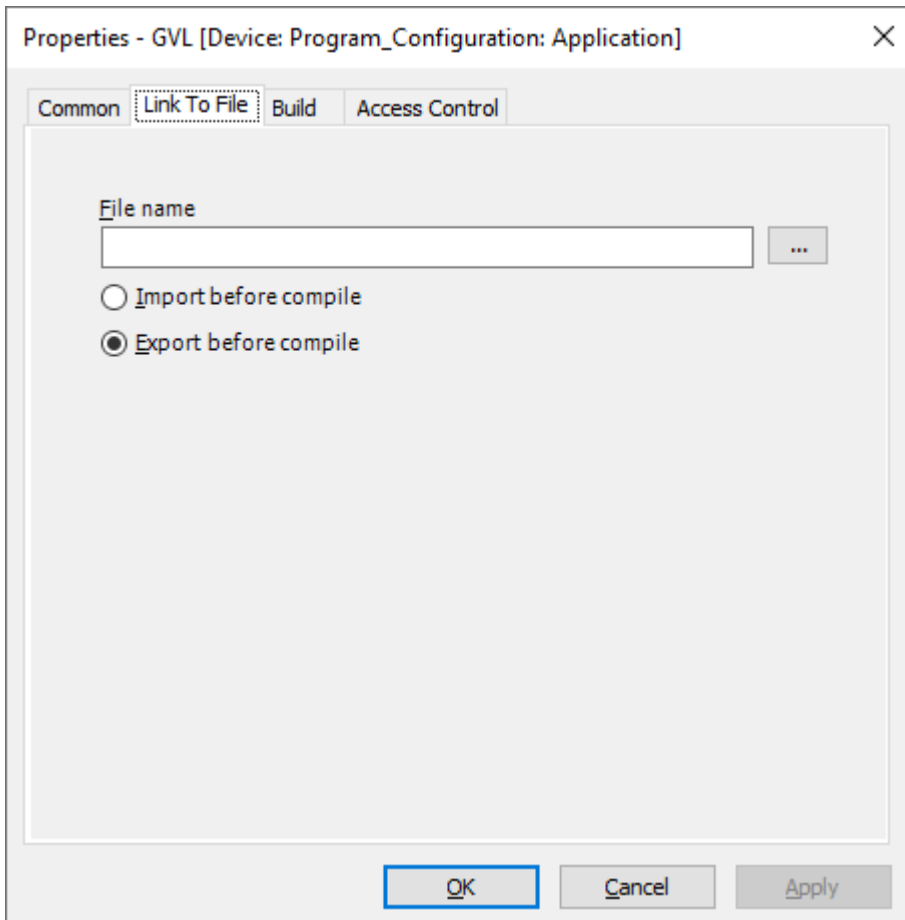 Properties - GVL [Device: Program_Configuration: Application]
Common Link To File Build Access Control
File name
...
Import before compile
Export before compile
OK Cancel Apply